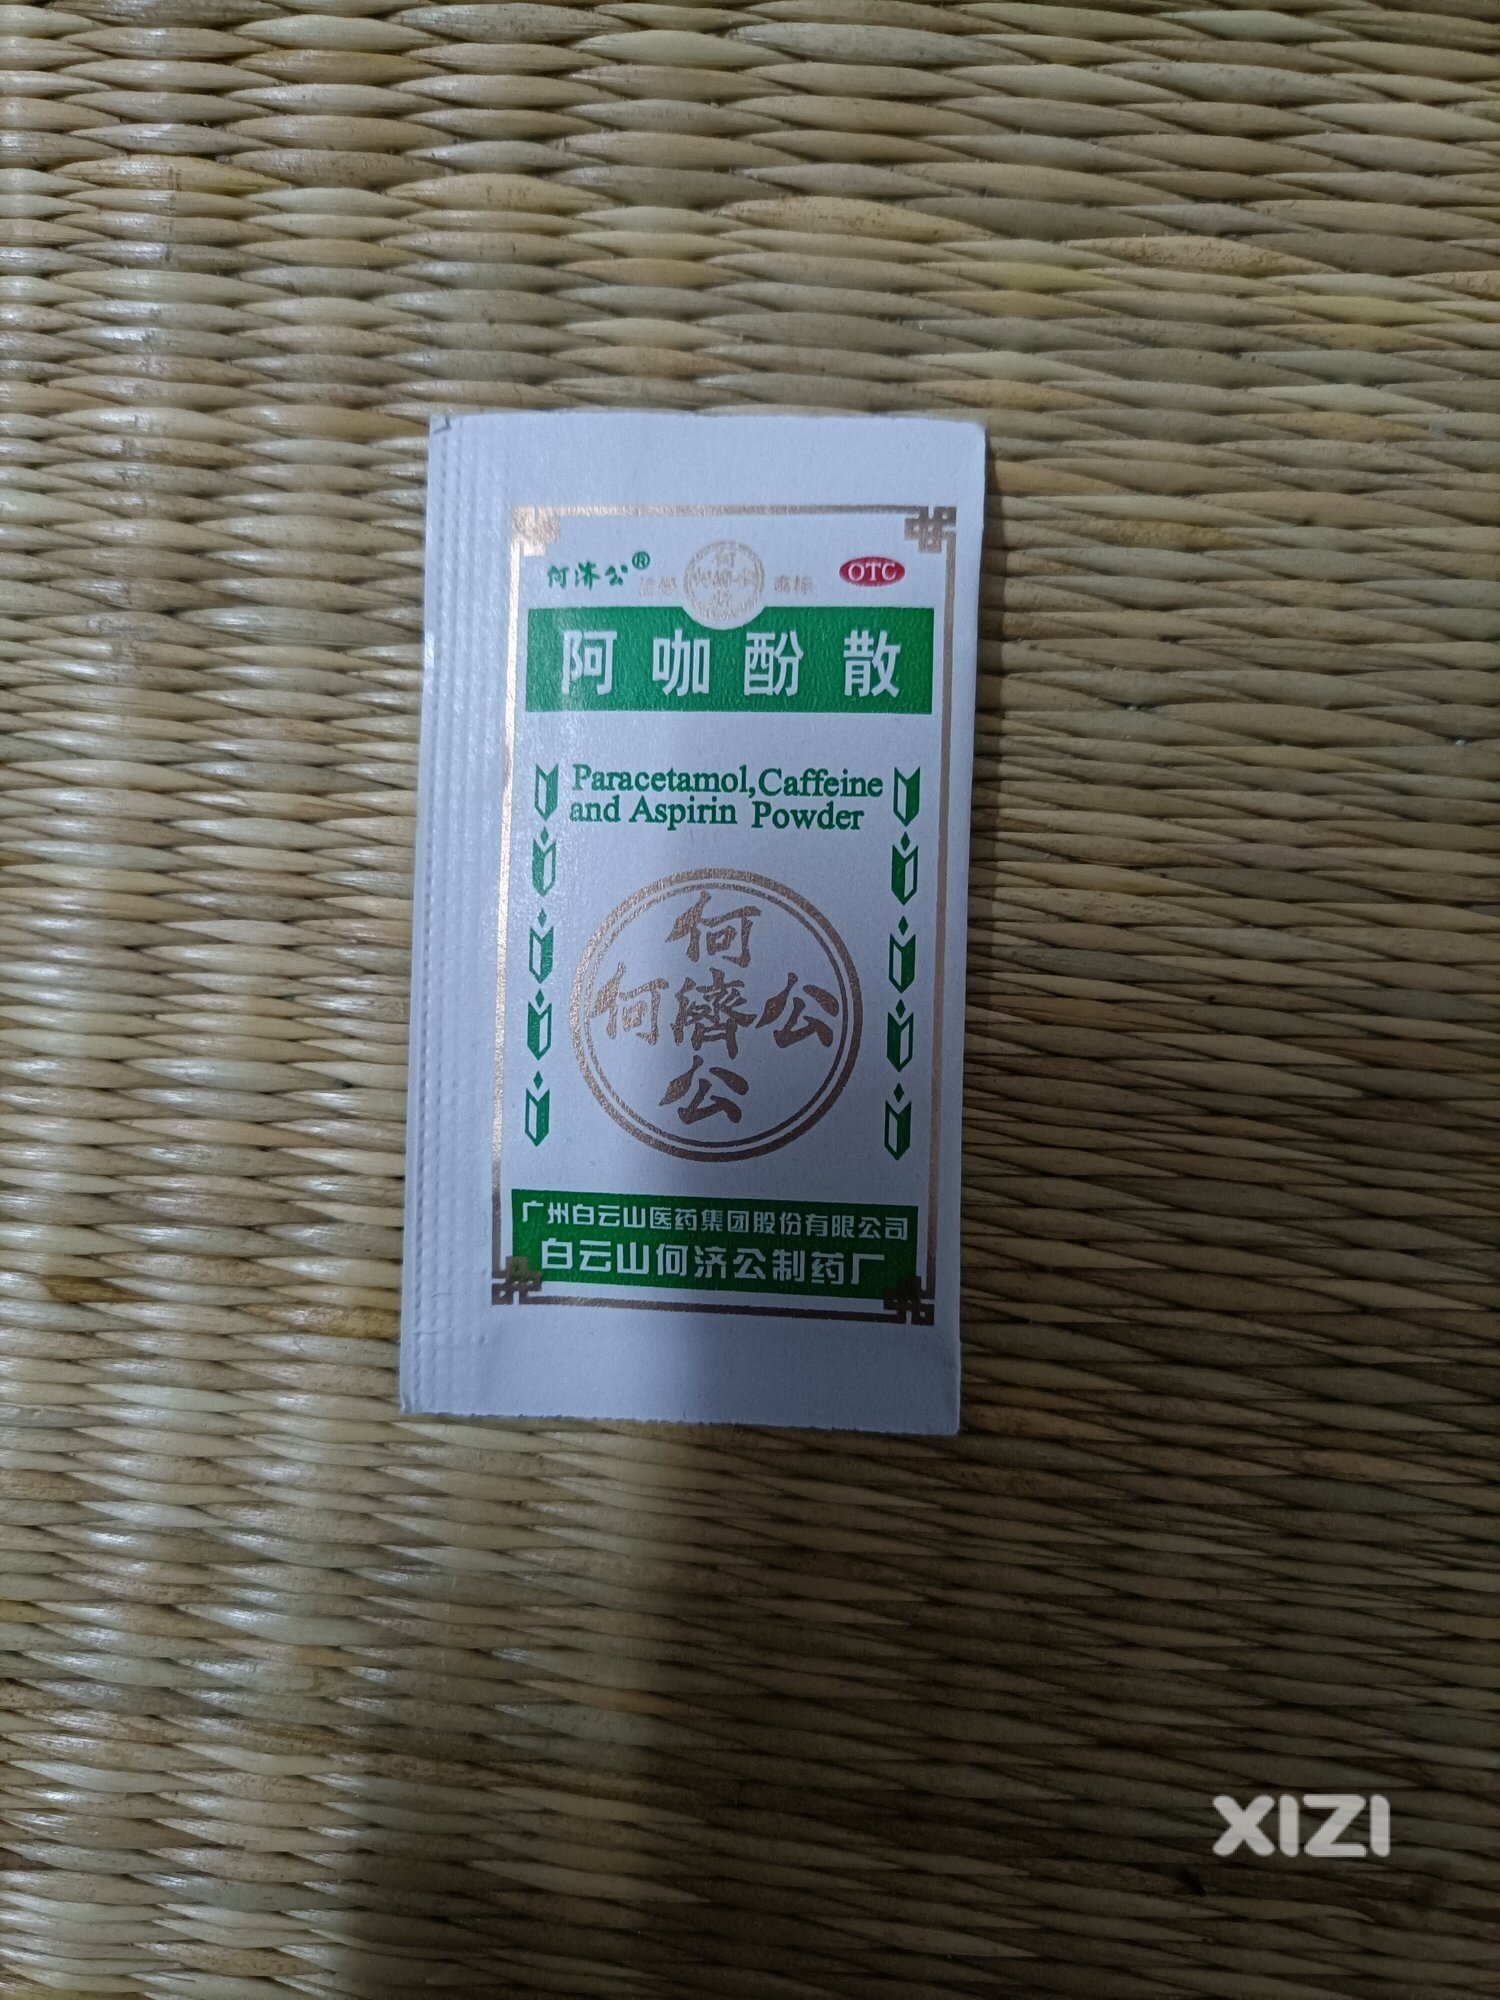 何济公®
OTC
阿咖酚散
Paracetamol,Caffeine
and Aspirin Powder
何
何濟公
公
广州白云山医药集团股份有限公司
白云山何济公制药厂
XIZI